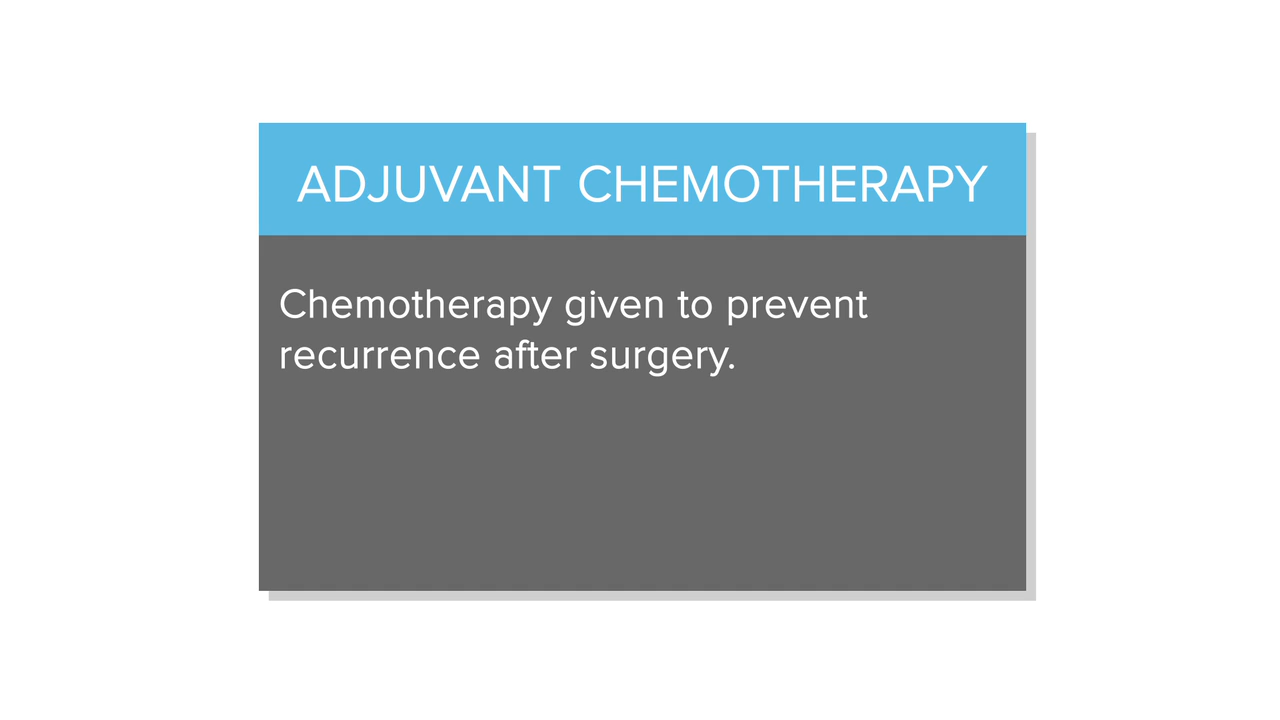 ADJUVANT CHEMOTHERAPY
Chemotherapy given to prevent
recurrence after surgery.